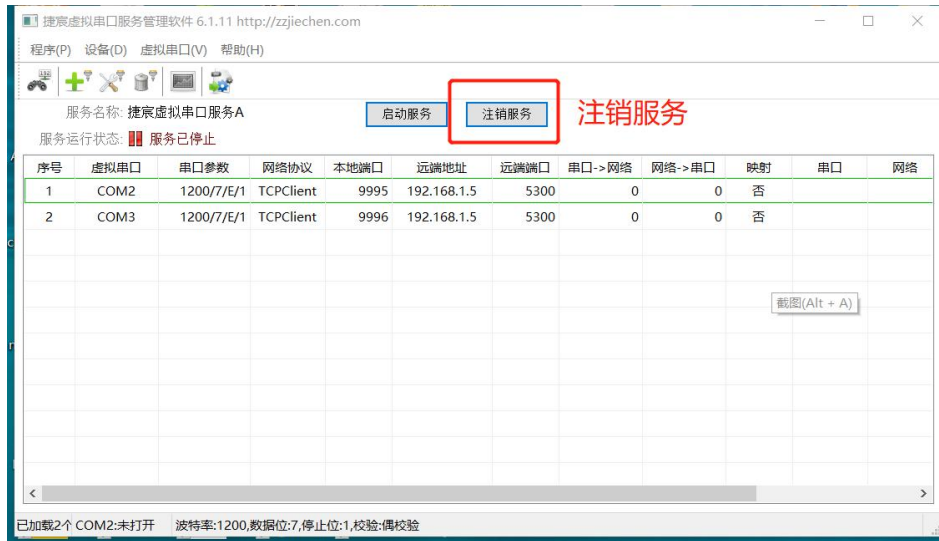 捷宸虚拟串口服务管理软件 6.1.11 http://zzjiechen.com
程序(P) 设备(D) 虚拟串口(V) 帮助(H)
服务名称: 捷宸虚拟串口服务A 启动服务 注销服务 注销服务
服务运行状态: 服务已停止
序号 虚拟串口 串口参数 网络协议 本地端口 远端地址 远端端口 串口->网络 网络->串口 映射 串口 网络
1 COM2 1200/7/E/1 TCPClient 9995 192.168.1.5 5300 0 0 否
2 COM3 1200/7/E/1 TCPClient 9996 192.168.1.5 5300 0 0 否
截图(Alt + A)
已加载2个 COM2:未打开 波特率:1200,数据位:7,停止位:1,校验:偶校验